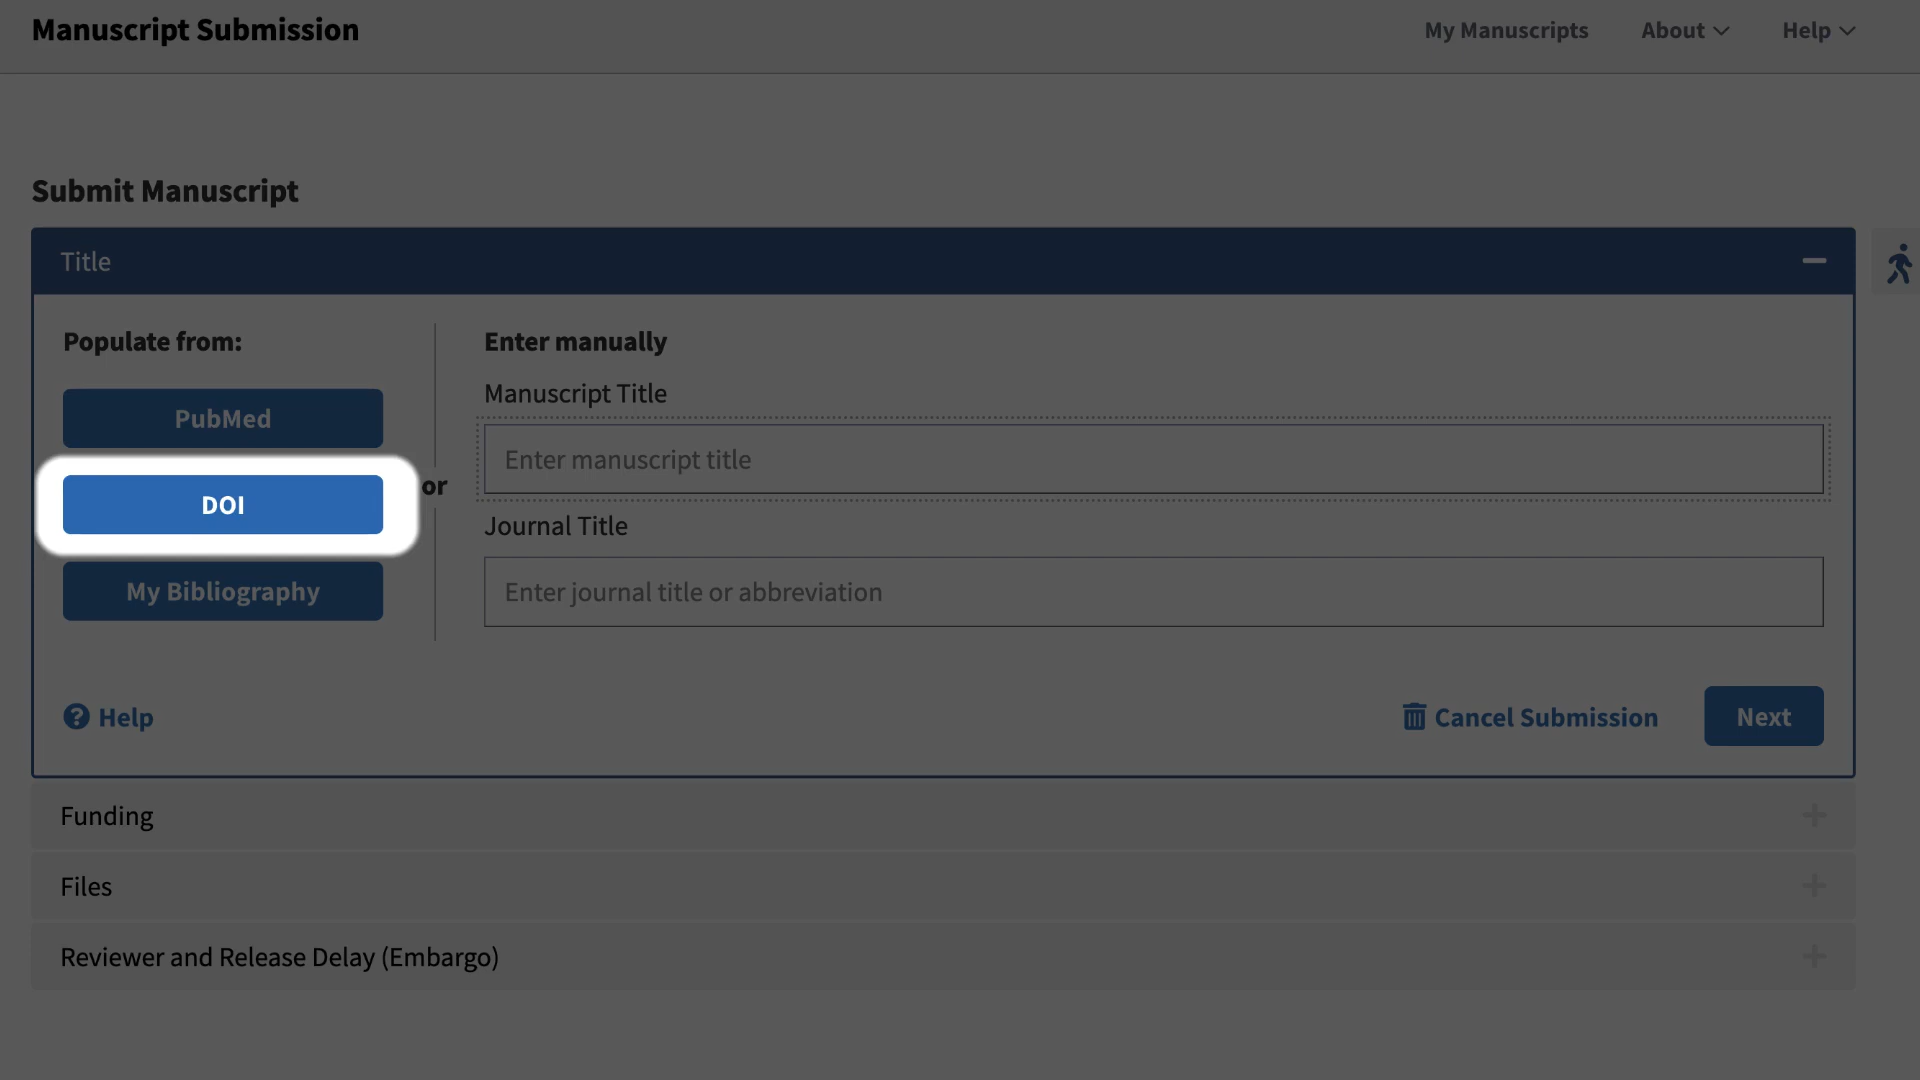 Manuscript Submission
My Manuscripts
About
Help
Submit Manuscript
Title
Populate from:
PubMed
DOI
My Bibliography
or
Enter manually
Manuscript Title
Enter manuscript title
Journal Title
Enter journal title or abbreviation
Help
Cancel Submission
Next
Funding
Files
Reviewer and Release Delay (Embargo)